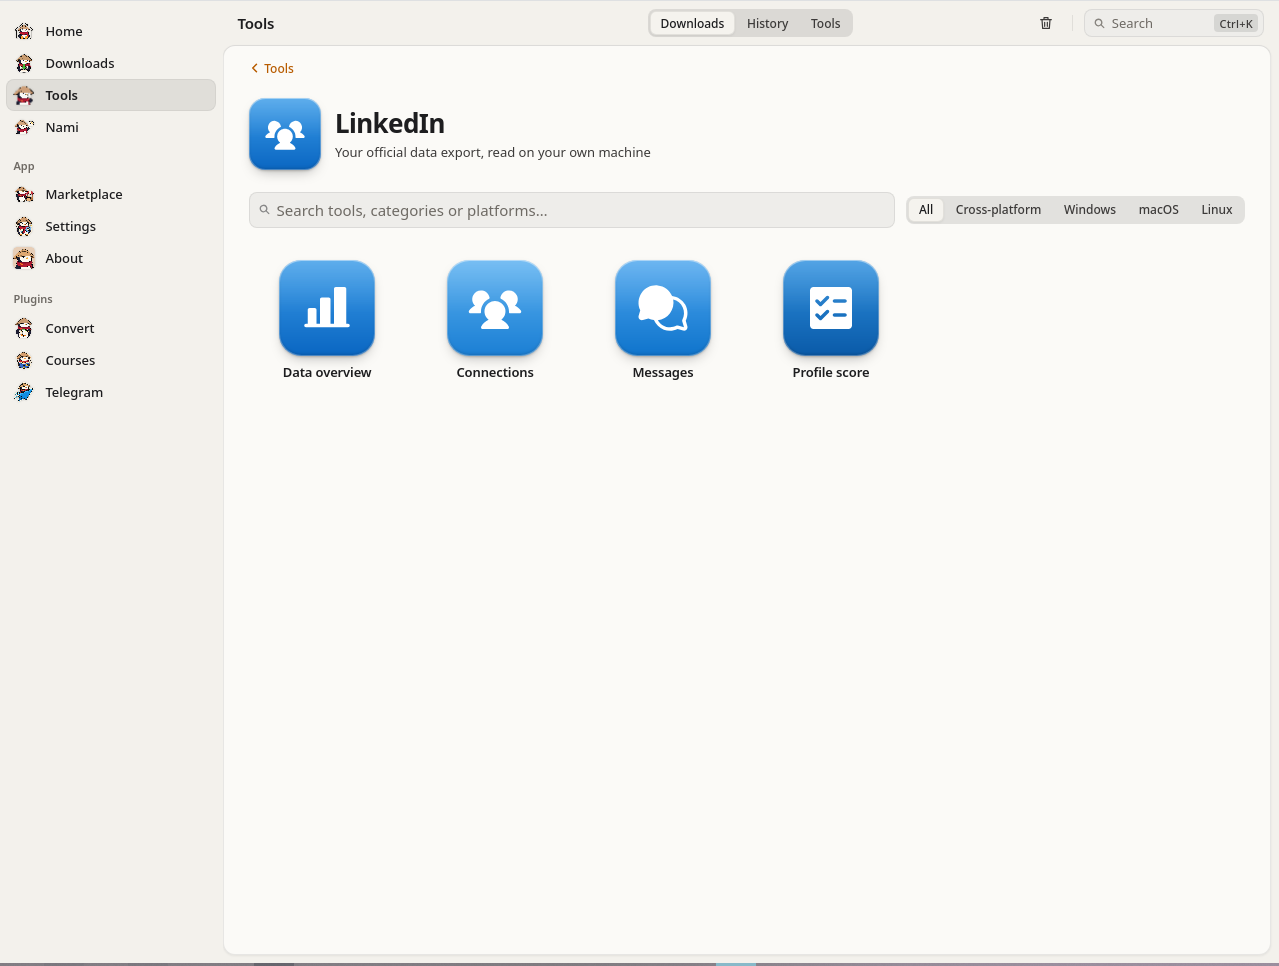 Home
Downloads
Tools
Nami
App
Marketplace
Settings
About
Plugins
Convert
Courses
Telegram
Tools
Downloads History Tools
Search Ctrl+K
Tools
LinkedIn
Your official data export, read on your own machine
Search tools, categories or platforms...
All Cross-platform Windows macOS Linux
Data overview
Connections
Messages
Profile score